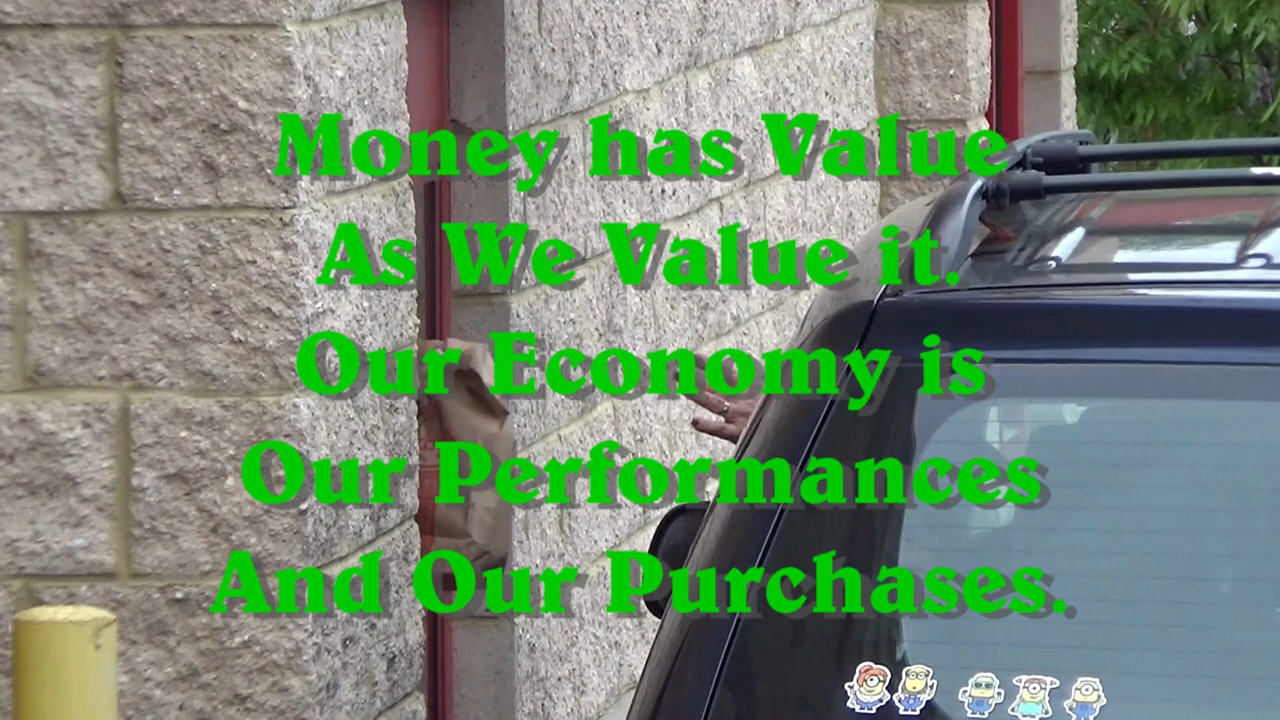 Money has Value
As We Value it.
Our Economy is
Our Performances
And Our Purchases.